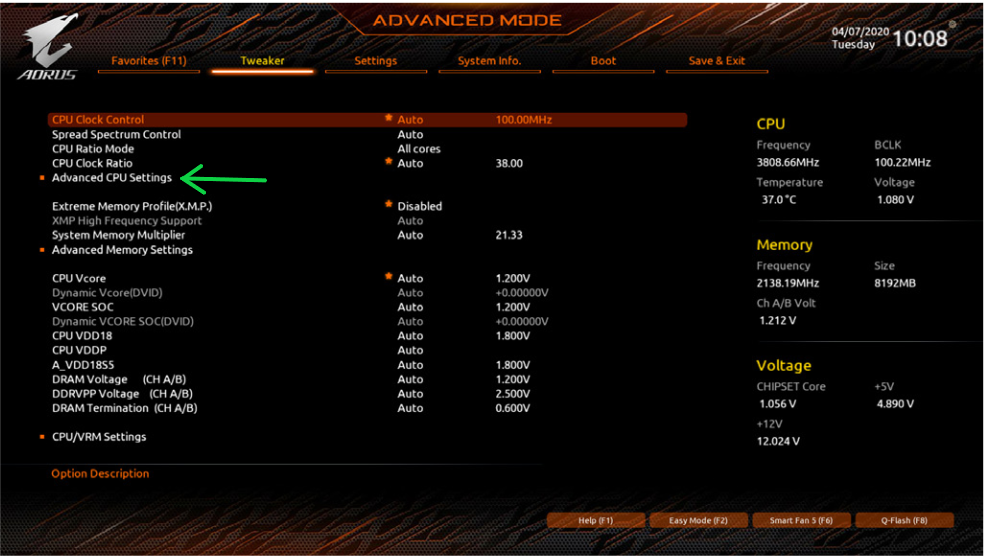 ADVANCED MODE
04/07/2020
Tuesday
10:08
AORUS
Favorites (F11) Tweaker Settings System Info. Boot Save & Exit
CPU Clock Control Auto 100.00MHz
Spread Spectrum Control Auto
CPU Ratio Mode All cores
CPU Clock Ratio Auto 38.00
Advanced CPU Settings
Extreme Memory Profile(X.M.P.) Disabled
XMP High Frequency Support Auto
System Memory Multiplier Auto 21.33
Advanced Memory Settings
CPU Vcore Auto 1.200V
Dynamic Vcore(DVID) Auto +0.00000V
VCORE SOC Auto 1.200V
Dynamic VCORE SOC(DVID) Auto +0.00000V
CPU VDD18 Auto 1.800V
CPU VDDP Auto
A_VDD18S5 Auto 1.800V
DRAM Voltage (CH A/B) Auto 1.200V
DDRVPP Voltage (CH A/B) Auto 2.500V
DRAM Termination (CH A/B) Auto 0.600V
CPU/VRM Settings
Option Description
CPU
Frequency BCLK
3808.66MHz 100.22MHz
Temperature Voltage
37.0 °C 1.080 V
Memory
Frequency Size
2138.19MHz 8192MB
Ch A/B Volt
1.212 V
Voltage
CHIPSET Core +5V
1.056 V 4.890 V
+12V
12.024 V
Help (F1) Easy Mode (F2) Smart Fan 5 (F6) Q-Flash (F8)